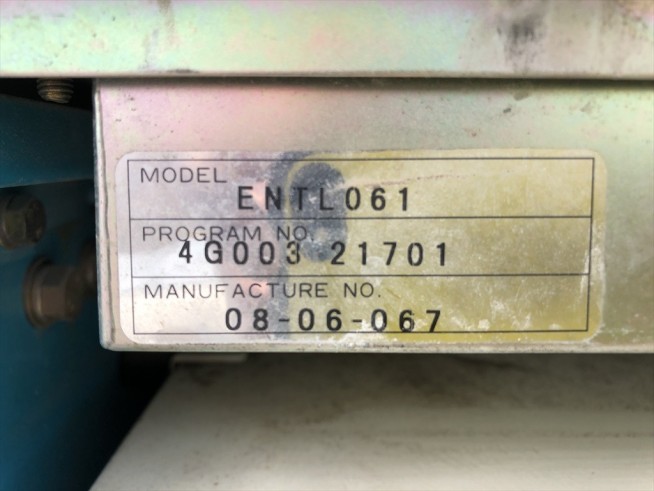 MODEL
ENTL061
PROGRAM NO.
4G003 21701
MANUFACTURE NO.
08-06-067